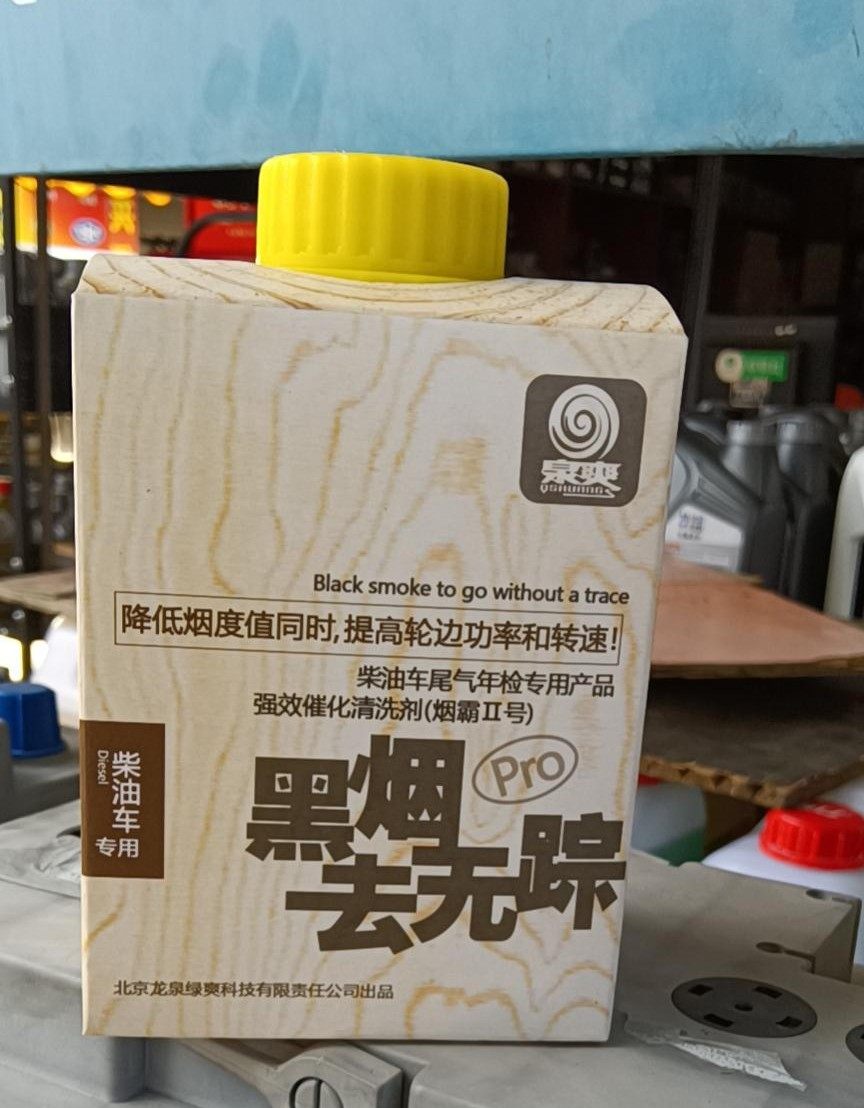 泉爽
QSHUANG
Black smoke to go without a trace
降低烟度值同时,提高轮边功率和转速!
柴油车尾气年检专用产品
强效催化清洗剂(烟霸Ⅱ号)
Pro
黑烟
去无踪
柴油车
Diesel
专用
北京龙泉绿爽科技有限责任公司出品